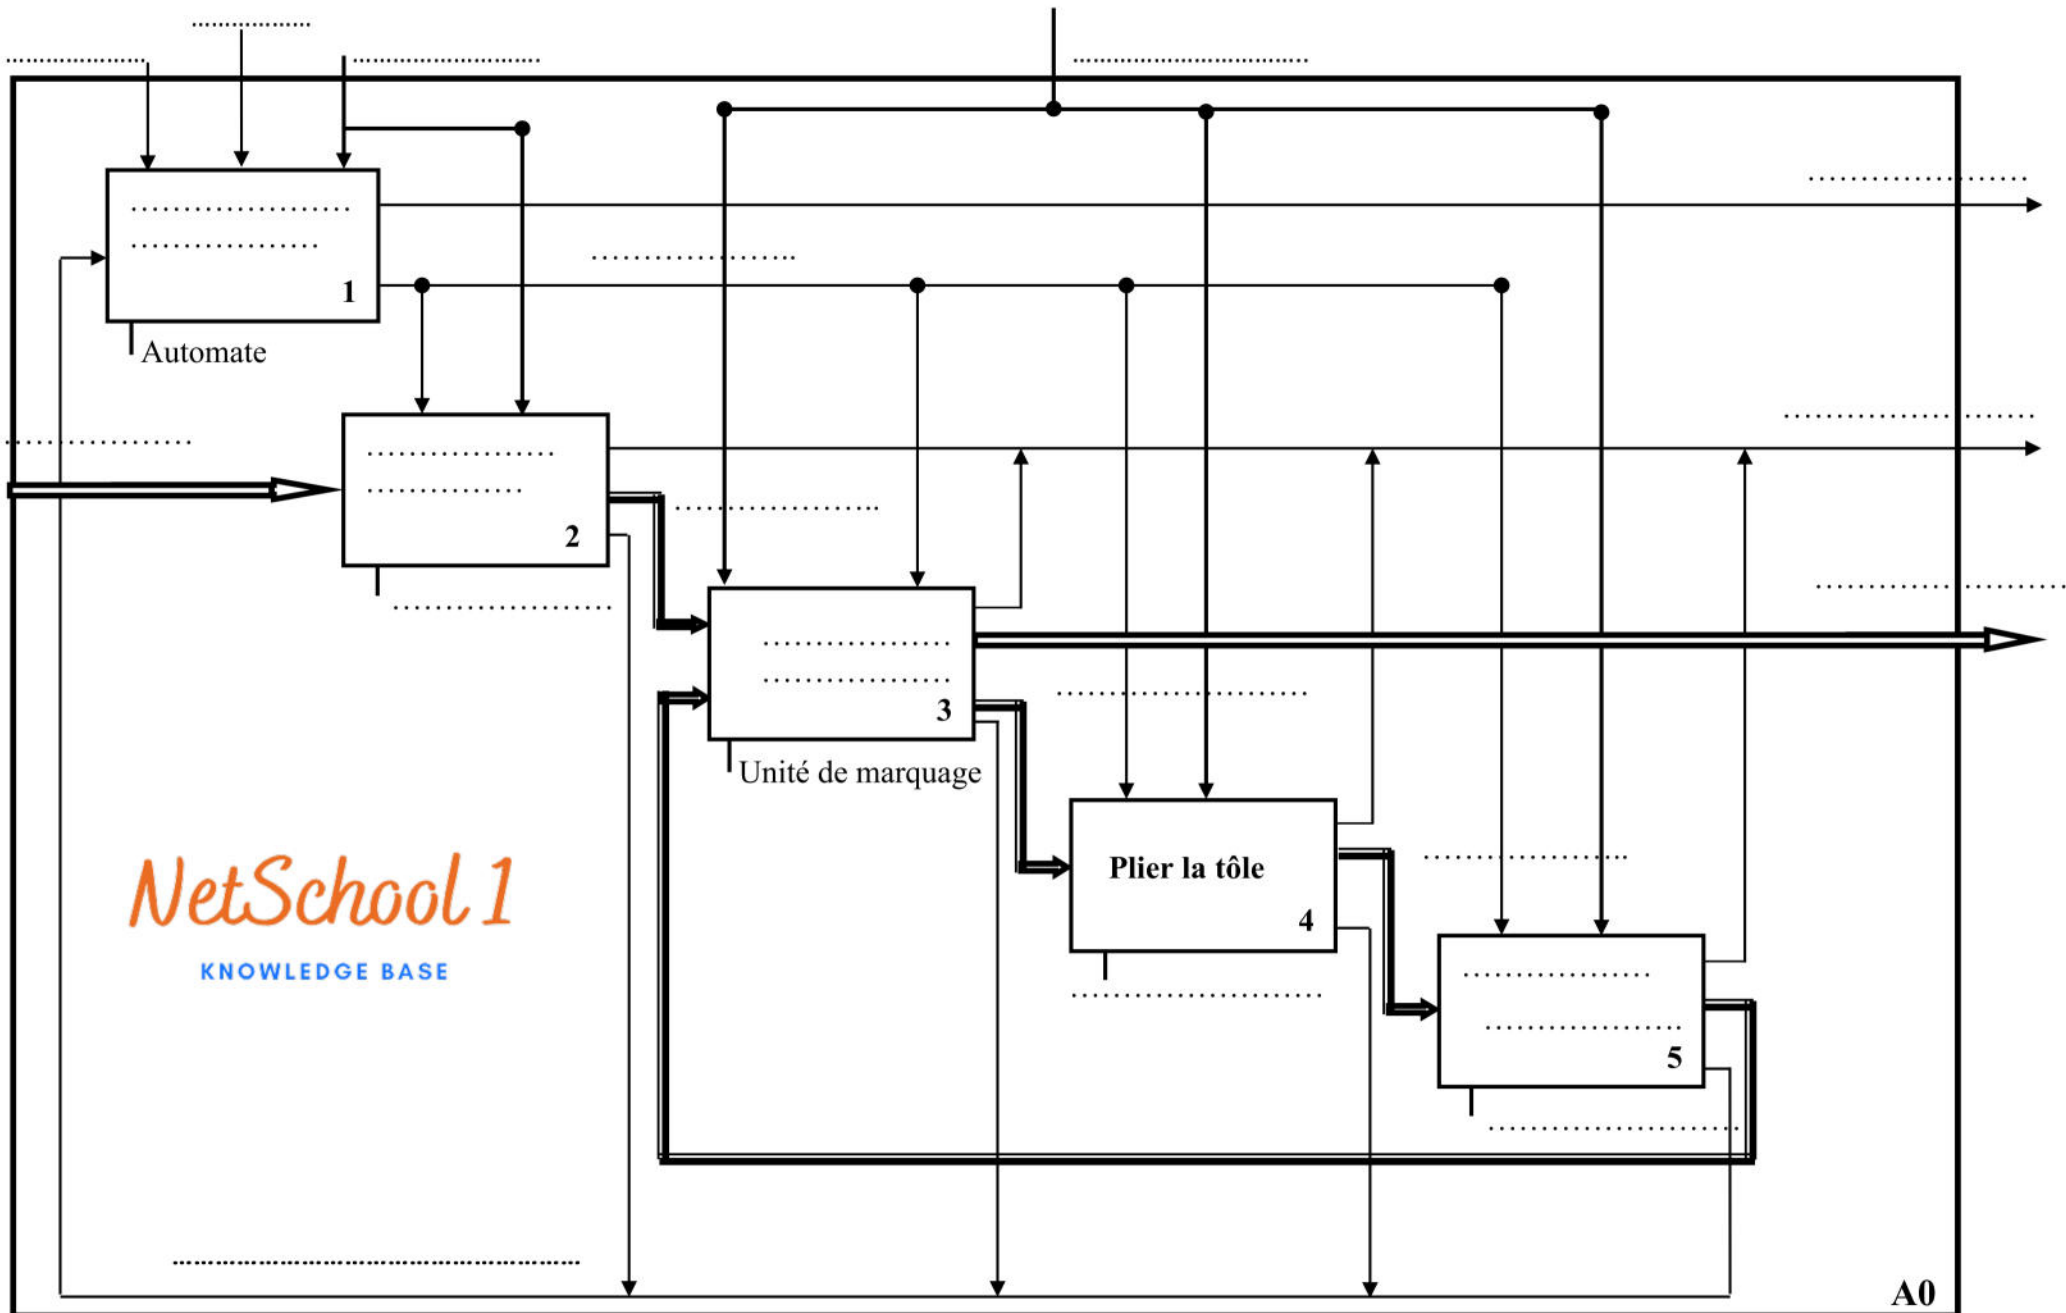 1
Automate
2
3
Unité de marquage
Plier la tôle
4
5
NetSchool 1
KNOWLEDGE BASE
A0